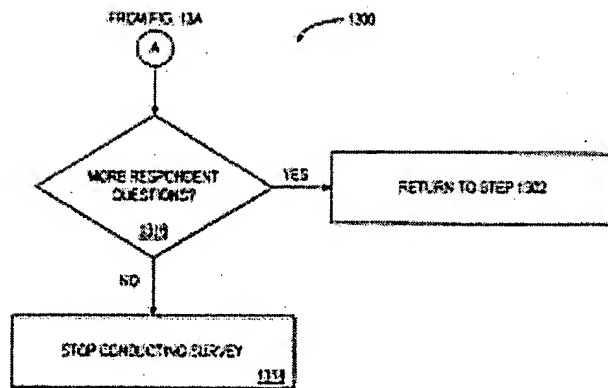 FROM FIG. 13A
A
1300
MORE RESPONDENT
QUESTIONS?
YES
RETURN TO STEP 1302
NO
STOP CONDUCTING SURVEY